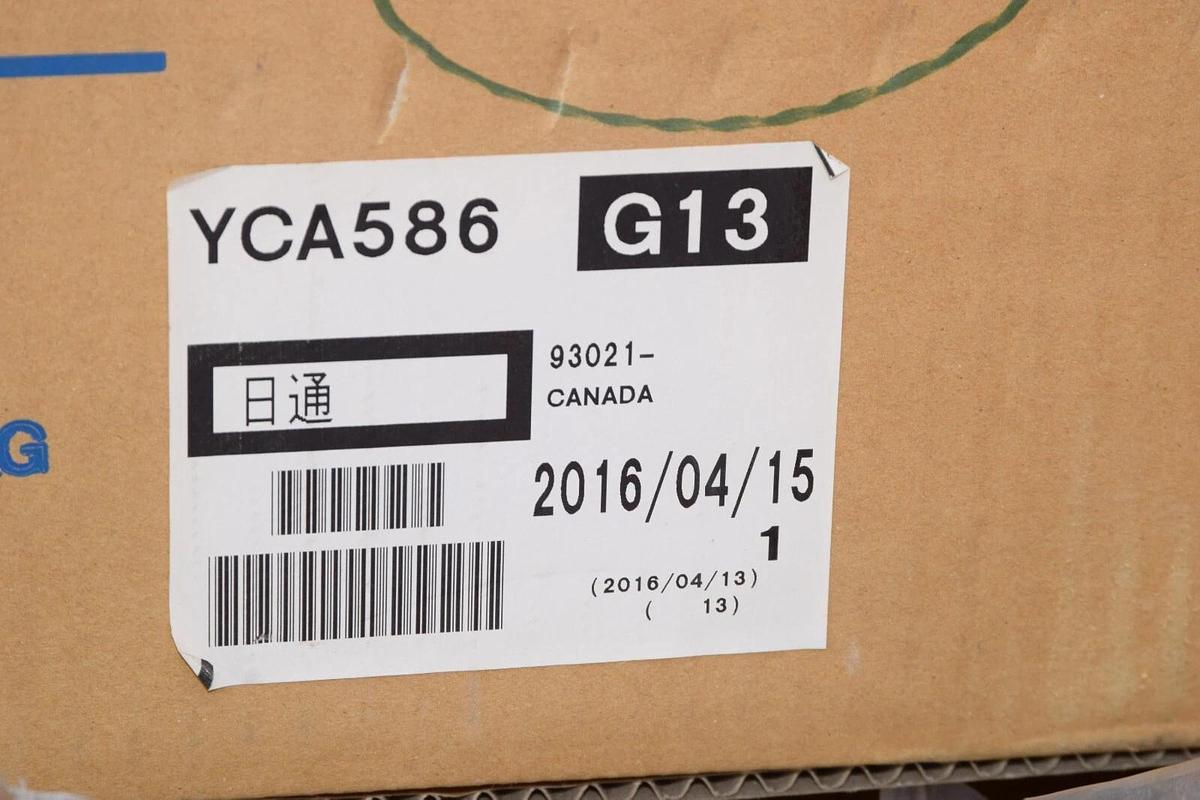 YCA586 G13
日通
93021-
CANADA
2016/04/15
1
(2016/04/13)
( 13)
G